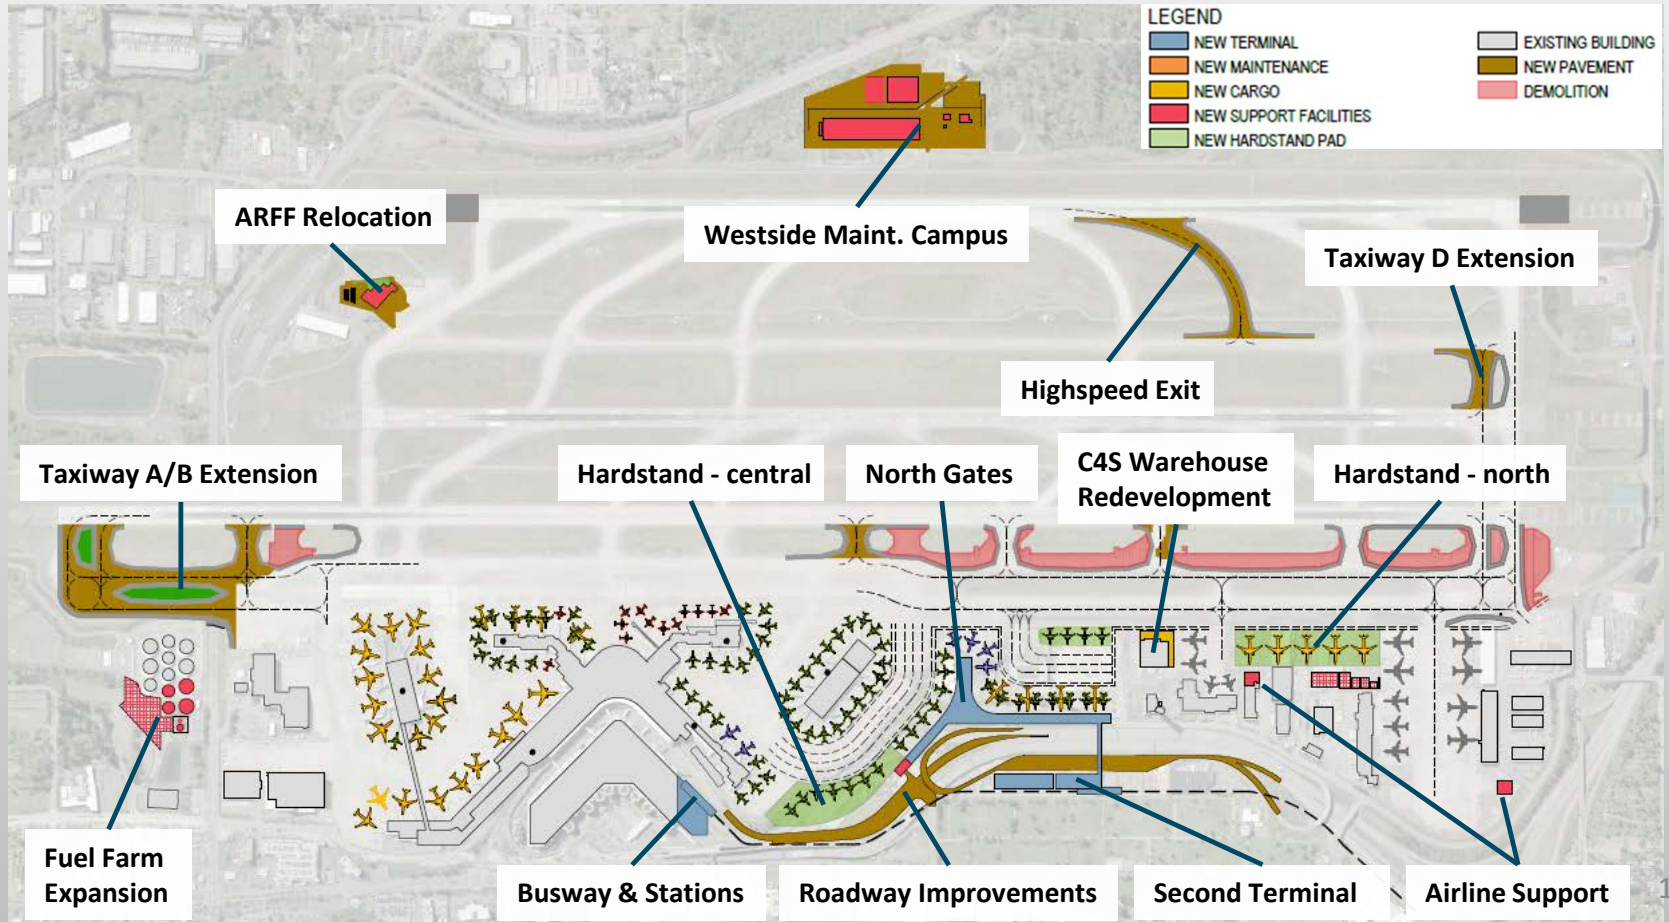 LEGEND
NEW TERMINAL
NEW MAINTENANCE
NEW CARGO
NEW SUPPORT FACILITIES
NEW HARDSTAND PAD
EXISTING BUILDING
NEW PAVEMENT
DEMOLITION
ARFF Relocation
Westside Maint. Campus
Taxiway D Extension
Highspeed Exit
Taxiway A/B Extension
Hardstand - central
North Gates
C4S Warehouse
Redevelopment
Hardstand - north
Fuel Farm
Expansion
Busway & Stations
Roadway Improvements
Second Terminal
Airline Support
1